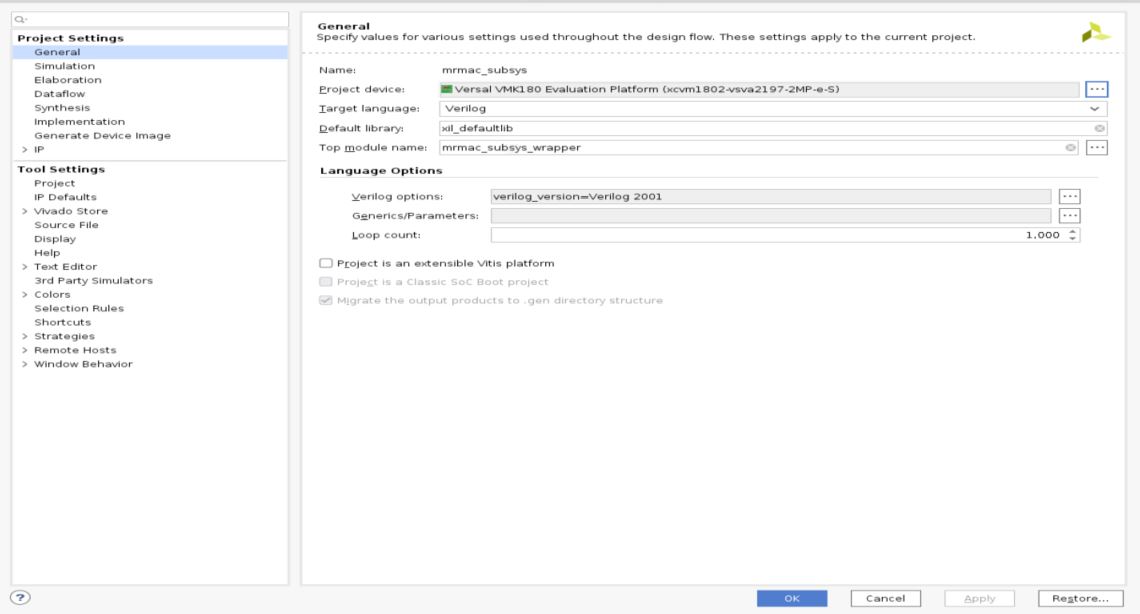 Project Settings
General
Simulation
Elaboration
Dataflow
Synthesis
Implementation
Generate Device Image
> IP
Tool Settings
Project
IP Defaults
> Vivado Store
Source File
Display
Help
> Text Editor
3rd Party Simulators
> Colors
Selection Rules
Shortcuts
> Strategies
> Remote Hosts
> Window Behavior
General
Specify values for various settings used throughout the design flow. These settings apply to the current project.
Name: mrmac_subsys
Project device: Versal VMK180 Evaluation Platform (xcvm1802-vsva2197-2MP-e-S) ...
Target language: Verilog
Default library: xil_defaultlib
Top module name: mrmac_subsys_wrapper ...
Language Options
Verilog options: verilog_version=Verilog 2001 ...
Generics/Parameters: ...
Loop count: 1,000
Project is an extensible Vitis platform
Project is a Classic SoC Boot project
Migrate the output products to .gen directory structure
? OK Cancel Apply Restore...